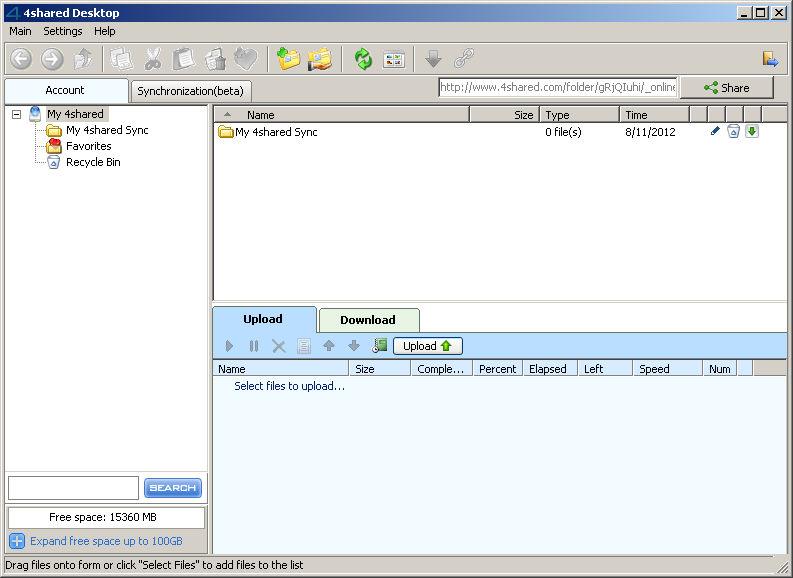 4shared Desktop
Main Settings Help
Account Synchronization(beta) http://www.4shared.com/folder/gRjQIuhi/_online Share
My 4shared
My 4shared Sync
Favorites
Recycle Bin
Name Size Type Time
My 4shared Sync 0 file(s) 8/11/2012
Upload Download
Upload
Name Size Comple... Percent Elapsed Left Speed Num
Select files to upload...
SEARCH
Free space: 15360 MB
Expand free space up to 100GB
Drag files onto form or click "Select Files" to add files to the list